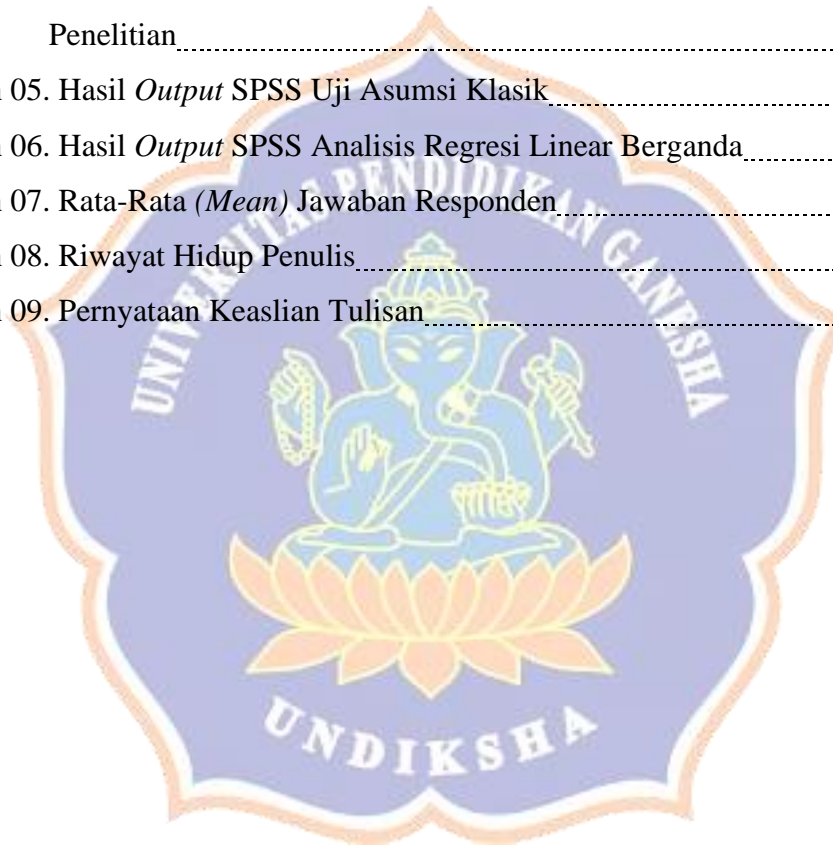 Penelitian
n 05. Hasil Output SPSS Uji Asumsi Klasik
n 06. Hasil Output SPSS Analisis Regresi Linear Berganda
n 07. Rata-Rata (Mean) Jawaban Responden
n 08. Riwayat Hidup Penulis
n 09. Pernyataan Keaslian Tulisan
UNIVERSITAS PENDIDIKAN GANESHA
UNDIKSHA